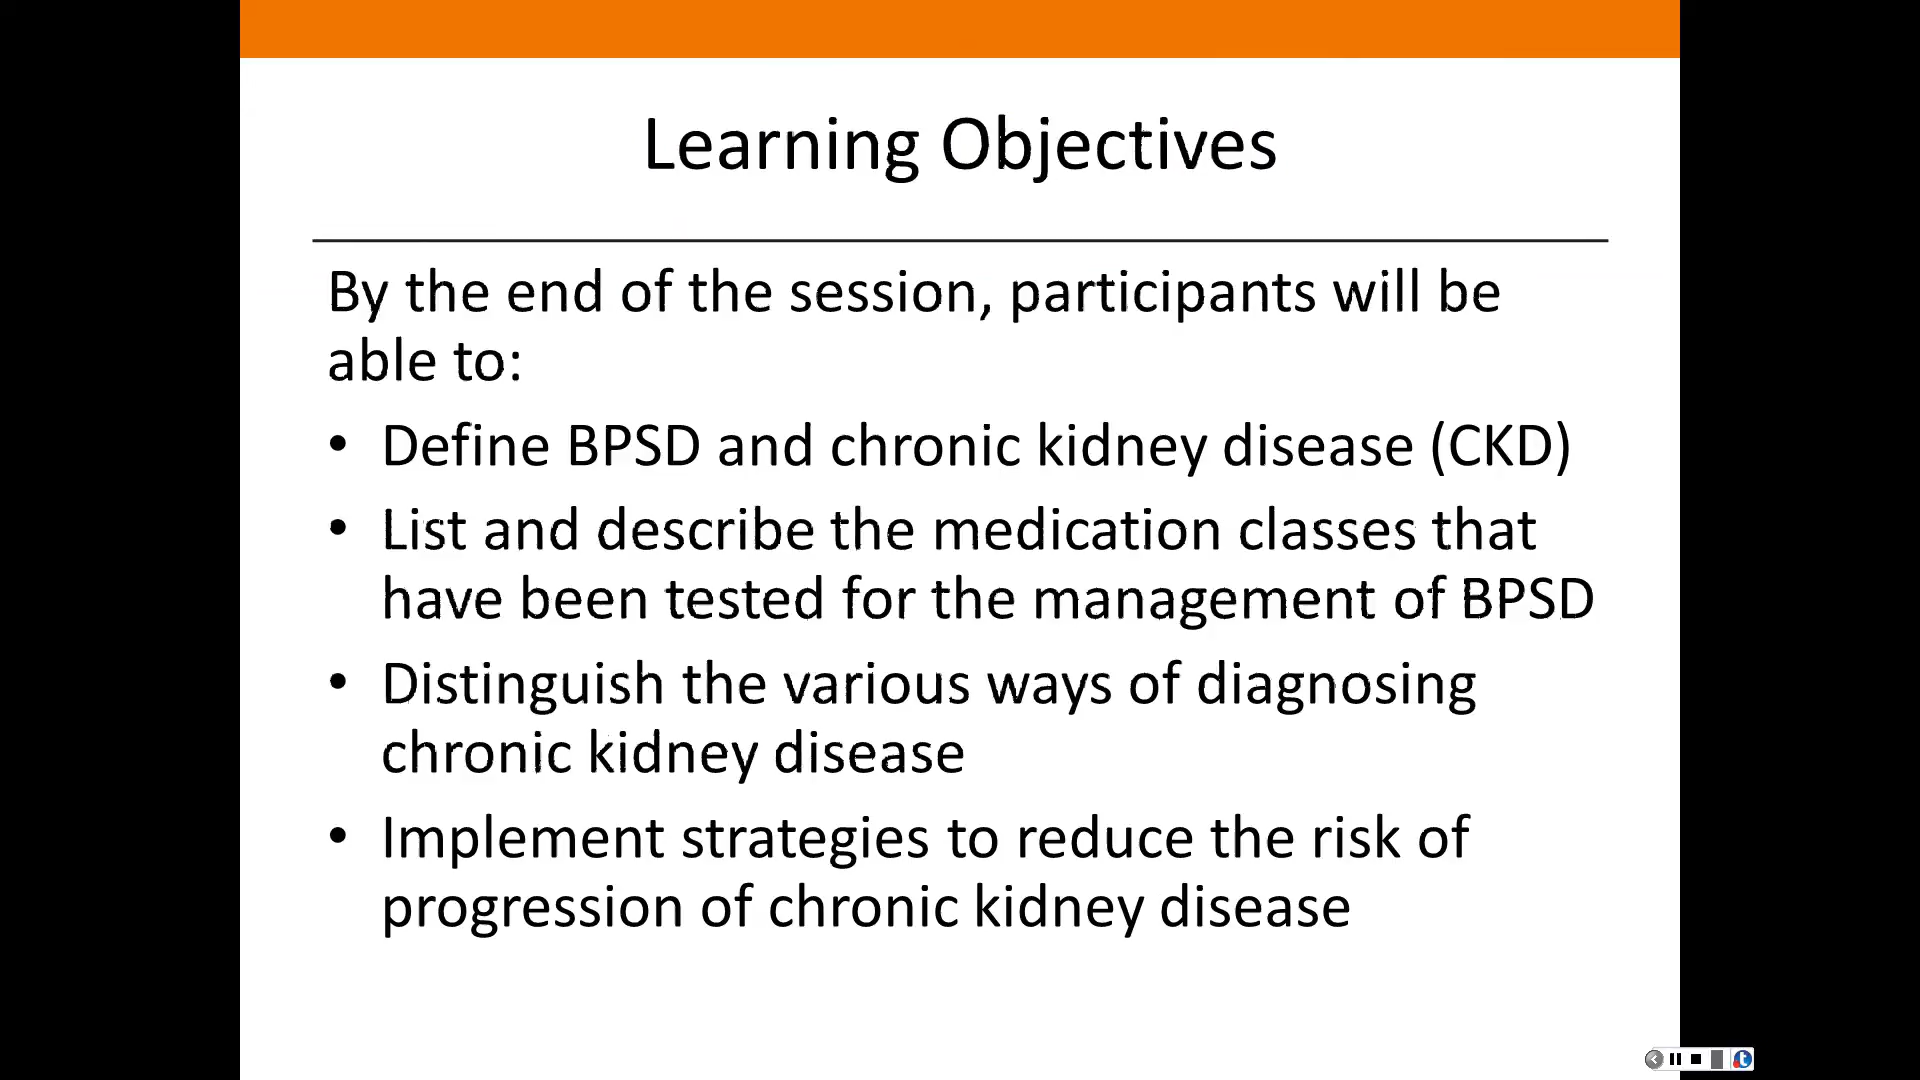 Learning Objectives
By the end of the session, participants will be
able to:
• Define BPSD and chronic kidney disease (CKD)
• List and describe the medication classes that
have been tested for the management of BPSD
• Distinguish the various ways of diagnosing
chronic kidney disease
• Implement strategies to reduce the risk of
progression of chronic kidney disease
t